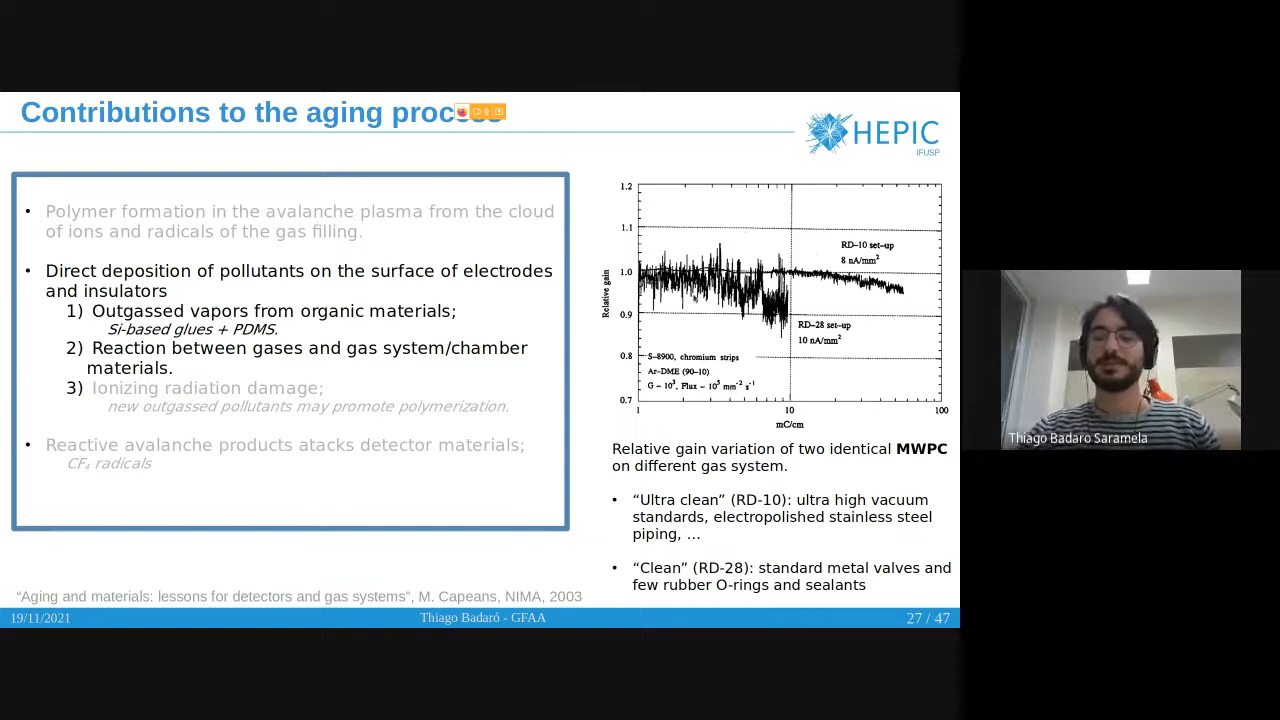 Contributions to the aging process
HEPIC
IFUSP
• Polymer formation in the avalanche plasma from the cloud
of ions and radicals of the gas filling.
• Direct deposition of pollutants on the surface of electrodes
and insulators
1) Outgassed vapors from organic materials;
Si-based glues + PDMS.
2) Reaction between gases and gas system/chamber
materials.
3) Ionizing radiation damage;
new outgassed pollutants may promote polymerization.
• Reactive avalanche products atacks detector materials;
CF₄ radicals
1.2
1.1
1.0
0.9
0.8
0.7
Relative gain
RD-10 set-up
8 nA/mm²
RD-28 set-up
10 nA/mm²
S-8900, chromium strips
Ar-DME (90-10)
G ~ 10³, Flux ~ 10⁵ mm⁻² s⁻¹
1 10 100
mC/cm
Relative gain variation of two identical MWPC
on different gas system.
• “Ultra clean” (RD-10): ultra high vacuum
standards, electropolished stainless steel
piping, ...
• “Clean” (RD-28): standard metal valves and
few rubber O-rings and sealants
“Aging and materials: lessons for detectors and gas systems”, M. Capeans, NIMA, 2003
19/11/2021 Thiago Badaró - GFAA 27 / 47
Thiago Badaro Saramela